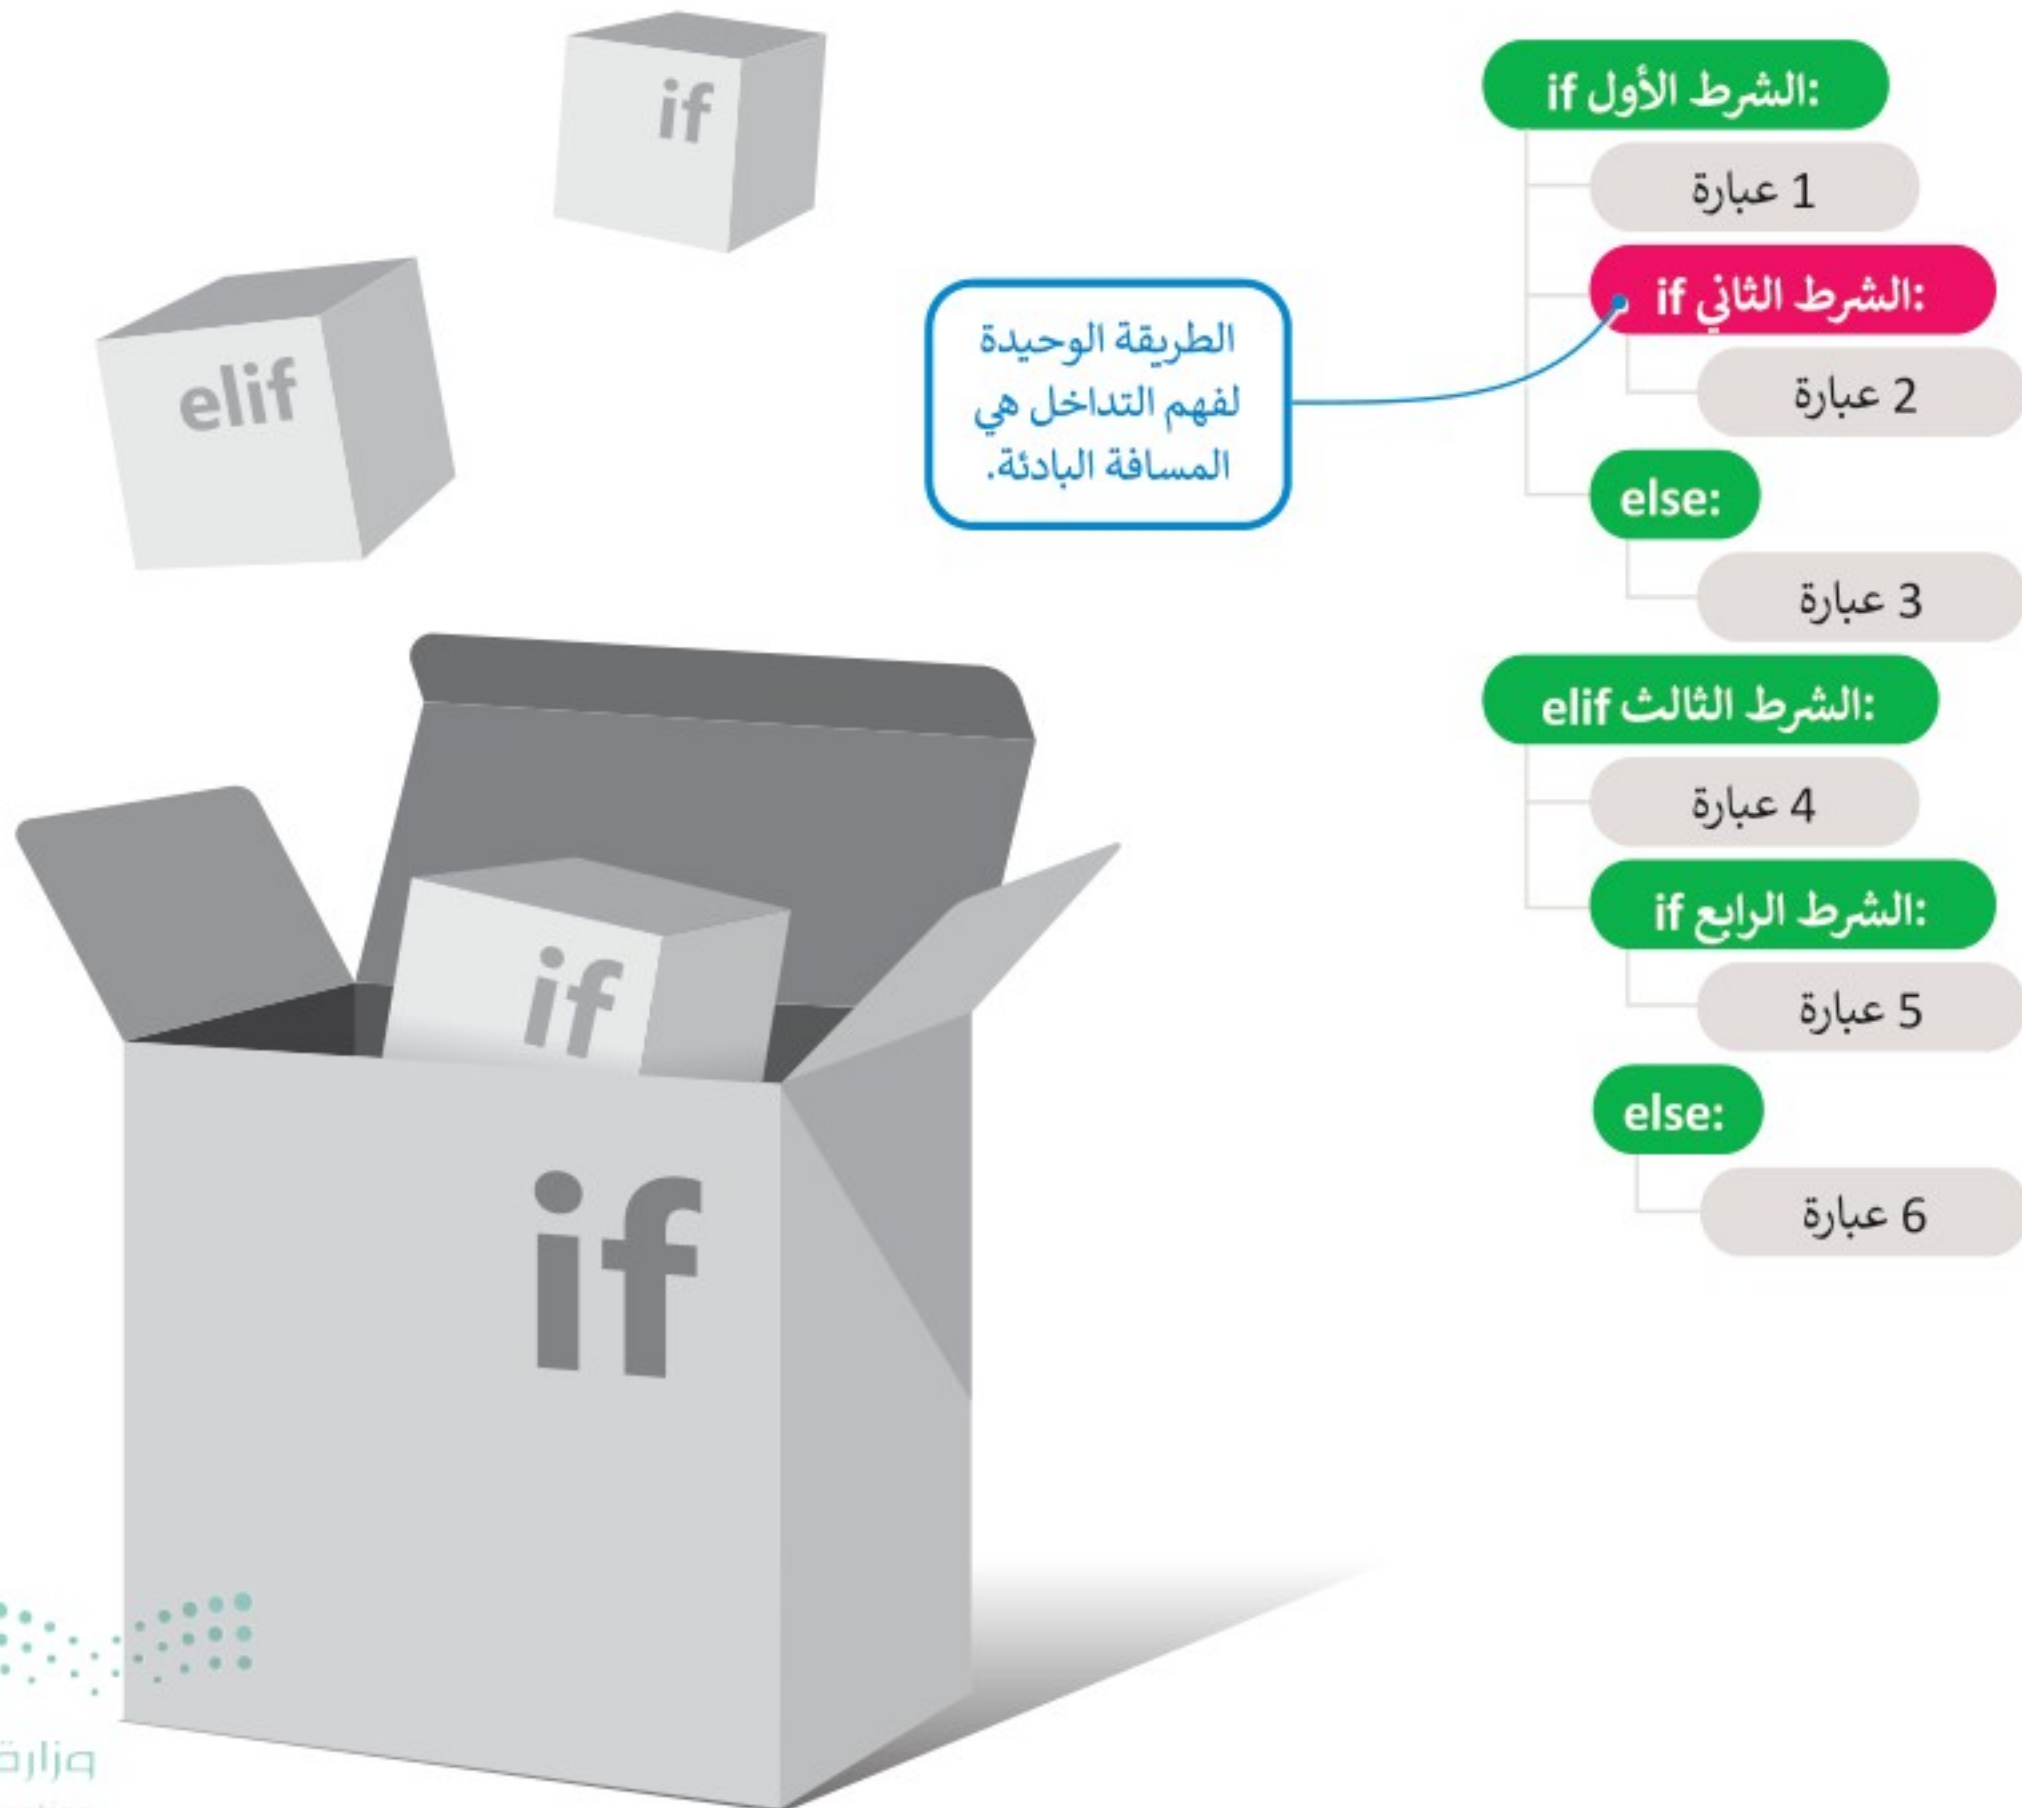 if الشرط الأول:
1 عبارة
if الشرط الثاني:
2 عبارة
else:
3 عبارة
elif الشرط الثالث:
4 عبارة
if الشرط الرابع:
5 عبارة
else:
6 عبارة
الطريقة الوحيدة
لفهم التداخل هي
المسافة البادئة.
if
elif
if
if
وزارة